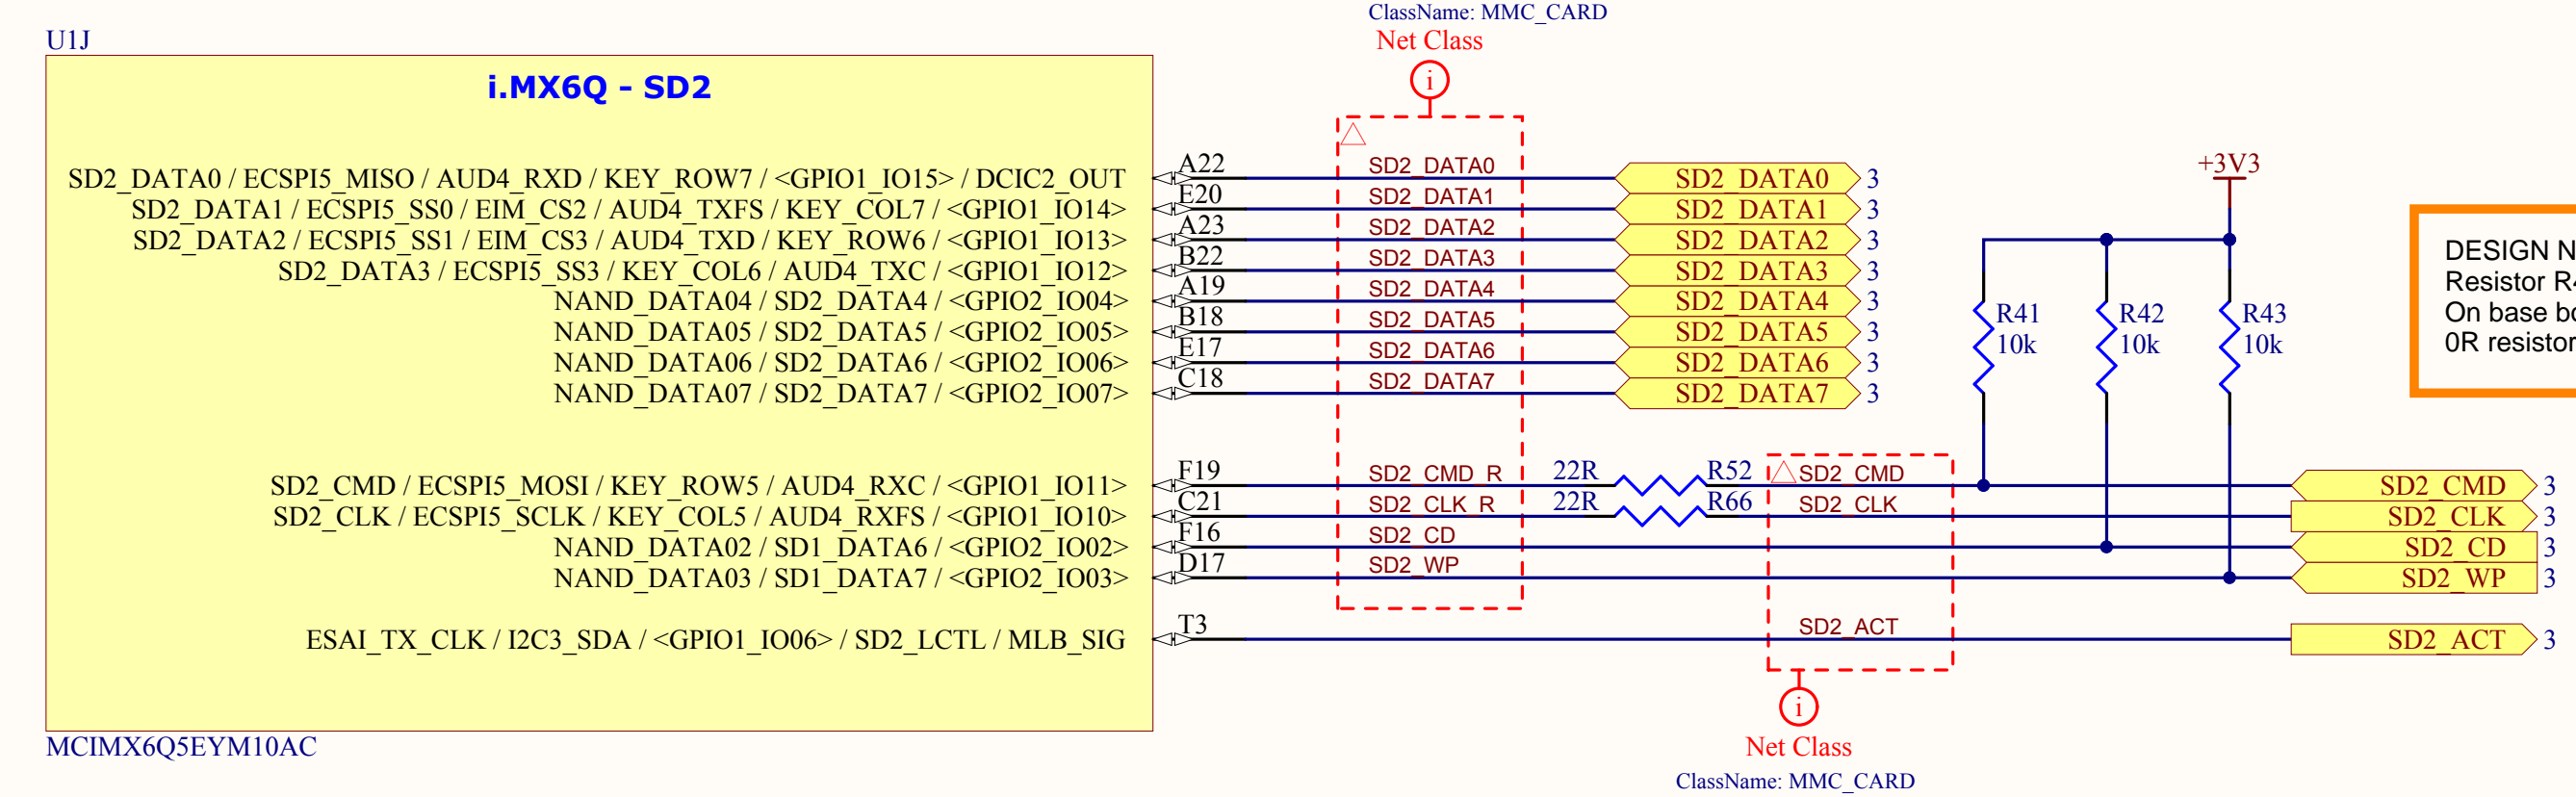 ClassName: MMC_CARD
Net Class
i
U1J
i.MX6Q - SD2
SD2_DATA0 / ECSPI5_MISO / AUD4_RXD / KEY_ROW7 / <GPIO1_IO15> / DCIC2_OUT A22 SD2_DATA0 SD2_DATA0 3
SD2_DATA1 / ECSPI5_SS0 / EIM_CS2 / AUD4_TXFS / KEY_COL7 / <GPIO1_IO14> E20 SD2_DATA1 SD2_DATA1 3
SD2_DATA2 / ECSPI5_SS1 / EIM_CS3 / AUD4_TXD / KEY_ROW6 / <GPIO1_IO13> A23 SD2_DATA2 SD2_DATA2 3
SD2_DATA3 / ECSPI5_SS3 / KEY_COL6 / AUD4_TXC / <GPIO1_IO12> B22 SD2_DATA3 SD2_DATA3 3
NAND_DATA04 / SD2_DATA4 / <GPIO2_IO04> A19 SD2_DATA4 SD2_DATA4 3
NAND_DATA05 / SD2_DATA5 / <GPIO2_IO05> B18 SD2_DATA5 SD2_DATA5 3
NAND_DATA06 / SD2_DATA6 / <GPIO2_IO06> E17 SD2_DATA6 SD2_DATA6 3
NAND_DATA07 / SD2_DATA7 / <GPIO2_IO07> C18 SD2_DATA7 SD2_DATA7 3
+3V3
R41 R42 R43
10k 10k 10k
DESIGN
Resistor
On base
0R resistor
SD2_CMD / ECSPI5_MOSI / KEY_ROW5 / AUD4_RXC / <GPIO1_IO11> F19 SD2_CMD_R 22R R52 SD2_CMD SD2_CMD 3
SD2_CLK / ECSPI5_SCLK / KEY_COL5 / AUD4_RXFS / <GPIO1_IO10> C21 SD2_CLK_R 22R R66 SD2_CLK SD2_CLK 3
NAND_DATA02 / SD1_DATA6 / <GPIO2_IO02> F16 SD2_CD SD2_CD 3
NAND_DATA03 / SD1_DATA7 / <GPIO2_IO03> D17 SD2_WP SD2_WP 3
ESAI_TX_CLK / I2C3_SDA / <GPIO1_IO06> / SD2_LCTL / MLB_SIG T3 SD2_ACT SD2_ACT 3
MCIMX6Q5EYM10AC
i
Net Class
ClassName: MMC_CARD